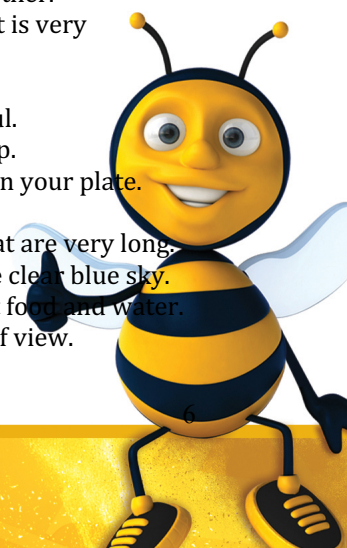 t is very
p.
n your plate.
at are very long.
e clear blue sky.
t food and water.
f view.
6